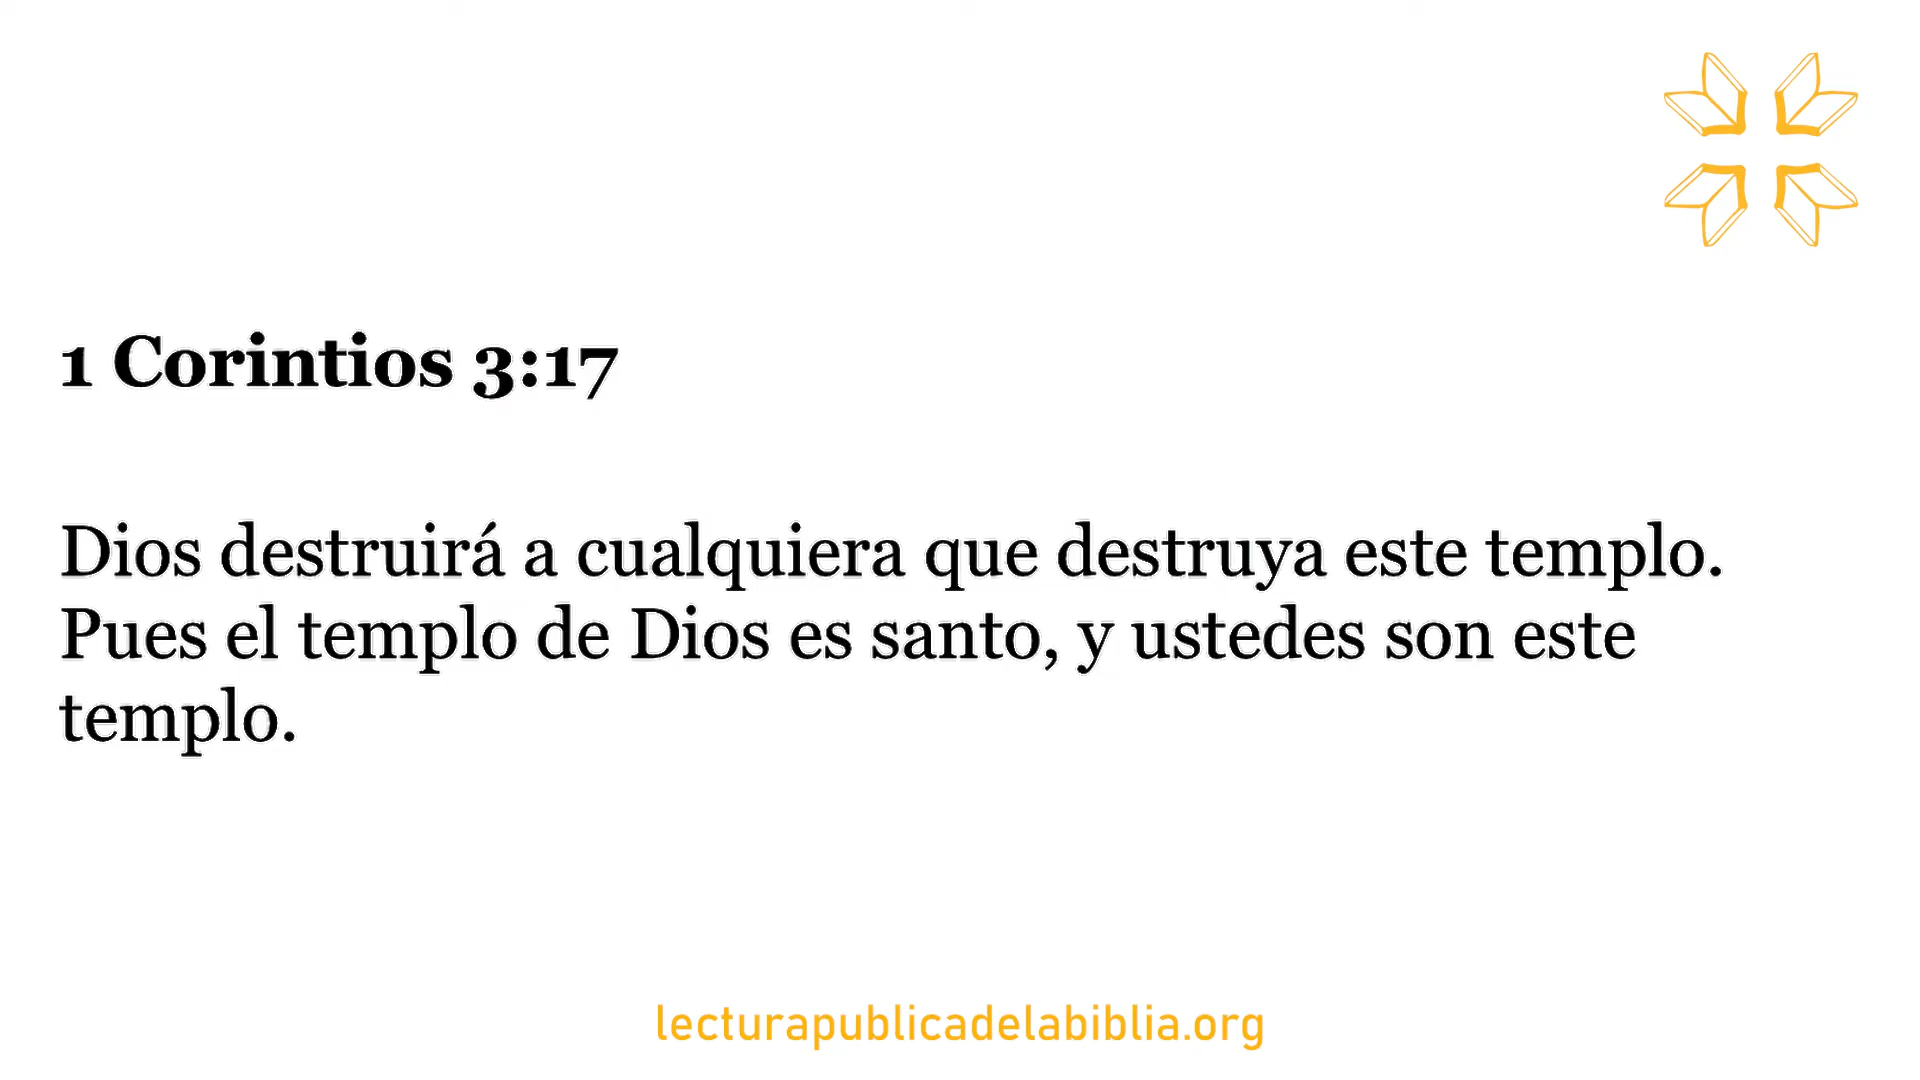 1 Corintios 3:17
Dios destruirá a cualquiera que destruya este templo.
Pues el templo de Dios es santo, y ustedes son este
templo.
lecturapublicadelabiblia.org